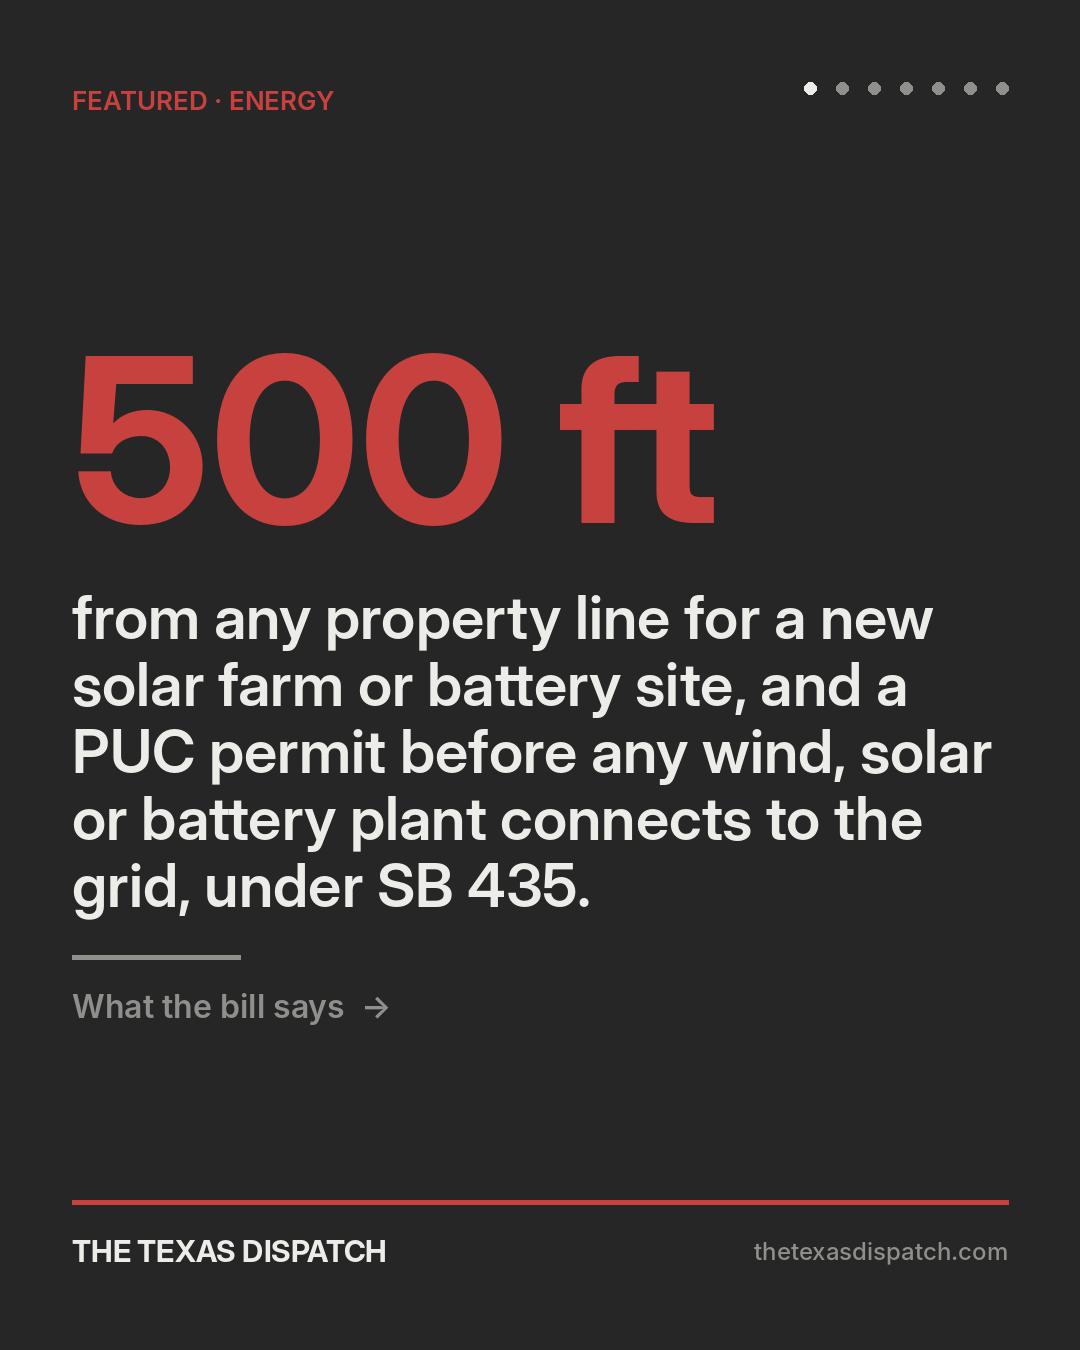 FEATURED · ENERGY
500 ft
from any property line for a new
solar farm or battery site, and a
PUC permit before any wind, solar
or battery plant connects to the
grid, under SB 435.
What the bill says →
THE TEXAS DISPATCH
thetexasdispatch.com